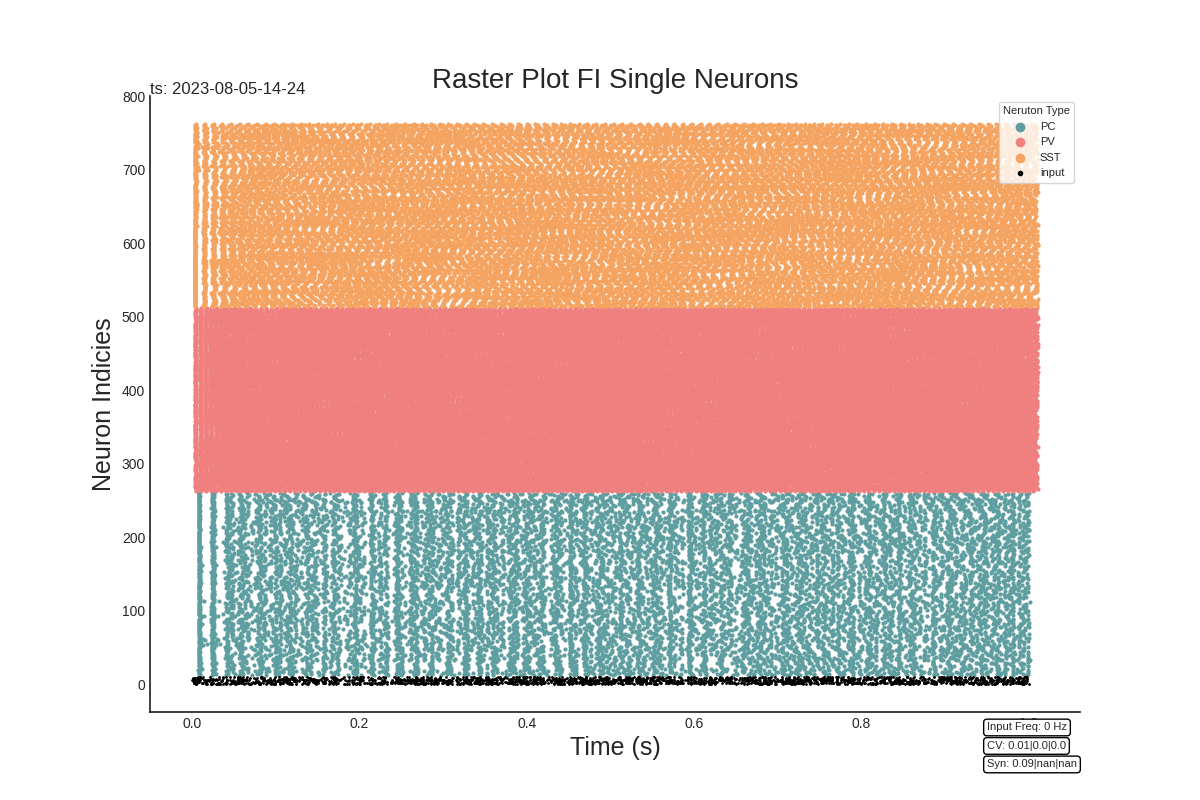 Raster Plot FI Single Neurons
ts: 2023-08-05-14-24
Neruton Type
PC
PV
SST
input
Neuron Indicies
800
700
600
500
400
300
200
100
0
0.0 0.2 0.4 0.6 0.8
Time (s)
Input Freq: 0 Hz
CV: 0.01|0.0|0.0
Syn: 0.09|nan|nan